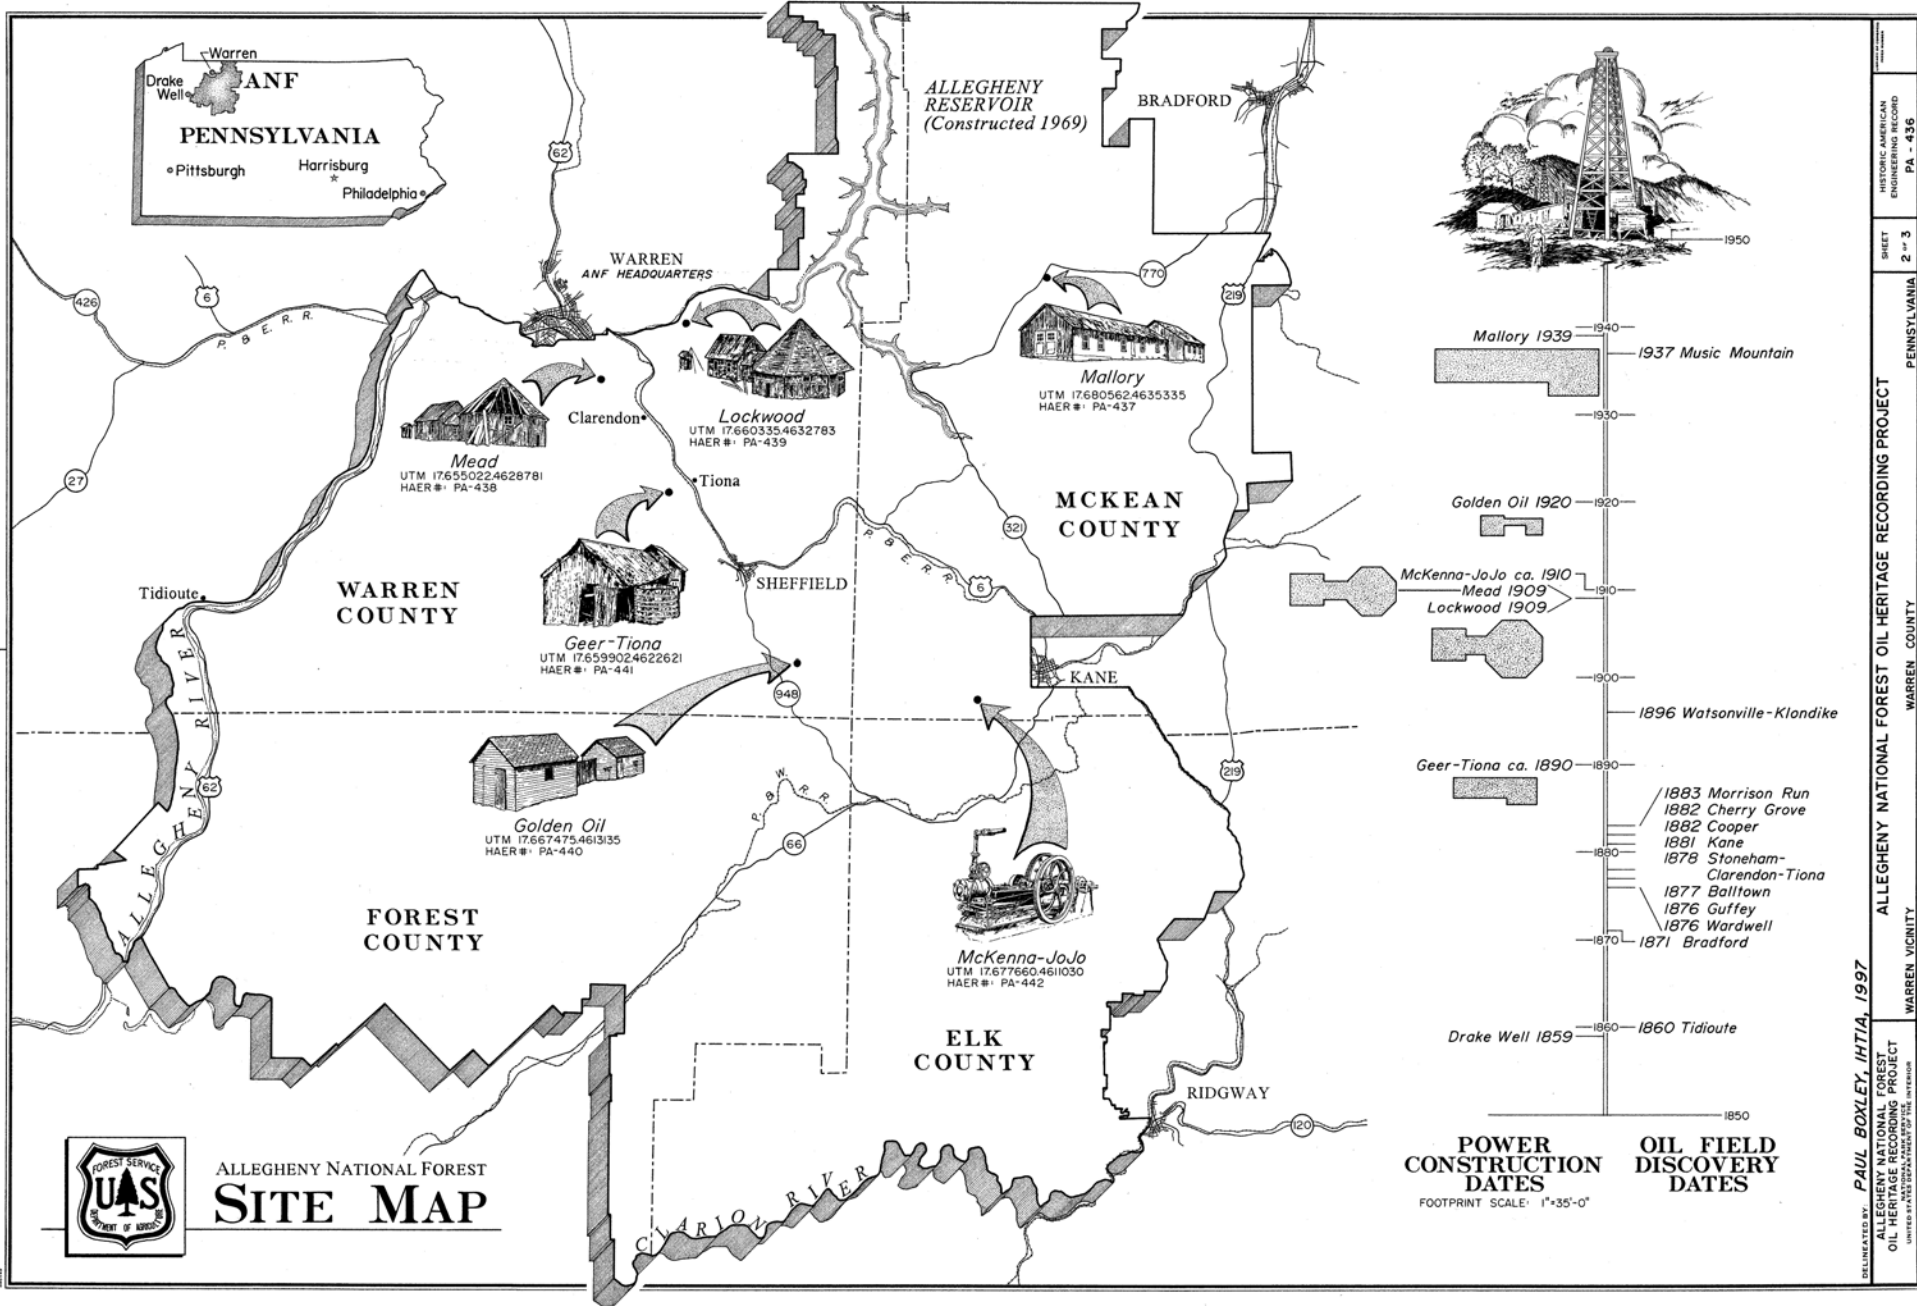 Warren
Drake
Well
ANF
PENNSYLVANIA
Pittsburgh
Harrisburg
Philadelphia
426
6
P. & E. R. R.
27
62
WARREN
ANF HEADQUARTERS
ALLEGHENY
RESERVOIR
(Constructed 1969)
BRADFORD
770
219
Mead
UTM 17.655022.4628781
HAER #: PA-438
Clarendon
Lockwood
UTM 17.660335.4632783
HAER #: PA-439
Mallory
UTM 17.680562.4635335
HAER #: PA-437
Tiona
MCKEAN
COUNTY
321
P. & E. R. R.
6
SHEFFIELD
Tidioute
WARREN
COUNTY
Geer-Tiona
UTM 17.659902.4622621
HAER #: PA-441
KANE
948
ALLEGHENY RIVER
62
Golden Oil
UTM 17.667475.4613135
HAER #: PA-440
P. & W. R. R.
66
219
FOREST
COUNTY
McKenna-JoJo
UTM 17.677660.4611030
HAER #: PA-442
ELK
COUNTY
RIDGWAY
120
CLARION RIVER
FOREST SERVICE
US
DEPARTMENT OF AGRICULTURE
ALLEGHENY NATIONAL FOREST
SITE MAP
1950
1940
Mallory 1939
1937 Music Mountain
1930
Golden Oil 1920
1920
McKenna-JoJo ca. 1910
1910
Mead 1909
Lockwood 1909
1900
1896 Watsonville-Klondike
Geer-Tiona ca. 1890
1890
1883 Morrison Run
1882 Cherry Grove
1882 Cooper
1881 Kane
1880
1878 Stoneham-
Clarendon-Tiona
1877 Balltown
1876 Guffey
1876 Wardwell
1870
1871 Bradford
1860
1860 Tidioute
Drake Well 1859
1850
POWER
CONSTRUCTION
DATES
FOOTPRINT SCALE: 1"=35'-0"
OIL FIELD
DISCOVERY
DATES
HISTORIC AMERICAN
ENGINEERING RECORD
PA - 436
SHEET
2 OF 3
ALLEGHENY NATIONAL FOREST OIL HERITAGE RECORDING PROJECT
WARREN VICINITY
WARREN COUNTY
PENNSYLVANIA
DELINEATED BY: PAUL BOXLEY, IHTIA, 1997
ALLEGHENY NATIONAL FOREST
OIL HERITAGE RECORDING PROJECT
NATIONAL PARK SERVICE
UNITED STATES DEPARTMENT OF THE INTERIOR